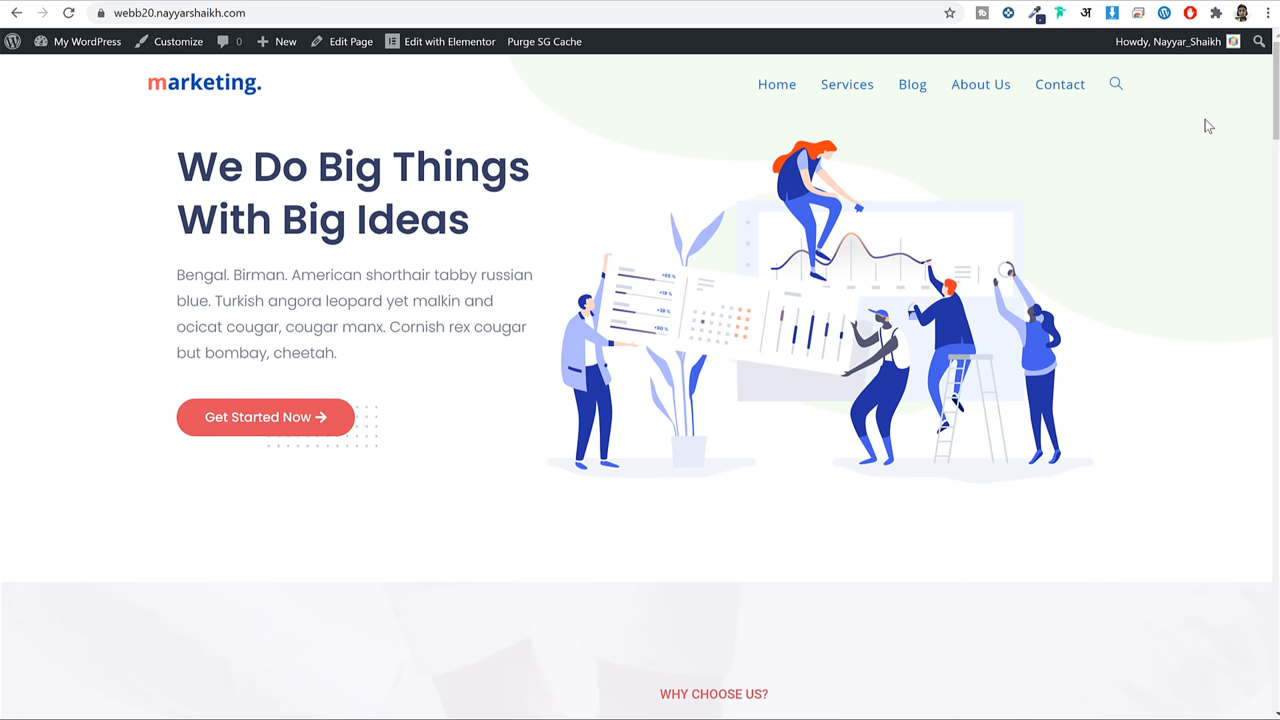 webb20.nayyarshaikh.com
My WordPress Customize 0 New Edit Page Edit with Elementor Purge SG Cache Howdy, Nayyar_Shaikh
marketing.
Home Services Blog About Us Contact
We Do Big Things
With Big Ideas
Bengal. Birman. American shorthair tabby russian
blue. Turkish angora leopard yet malkin and
ocicat cougar, cougar manx. Cornish rex cougar
but bombay, cheetah.
Get Started Now
WHY CHOOSE US?